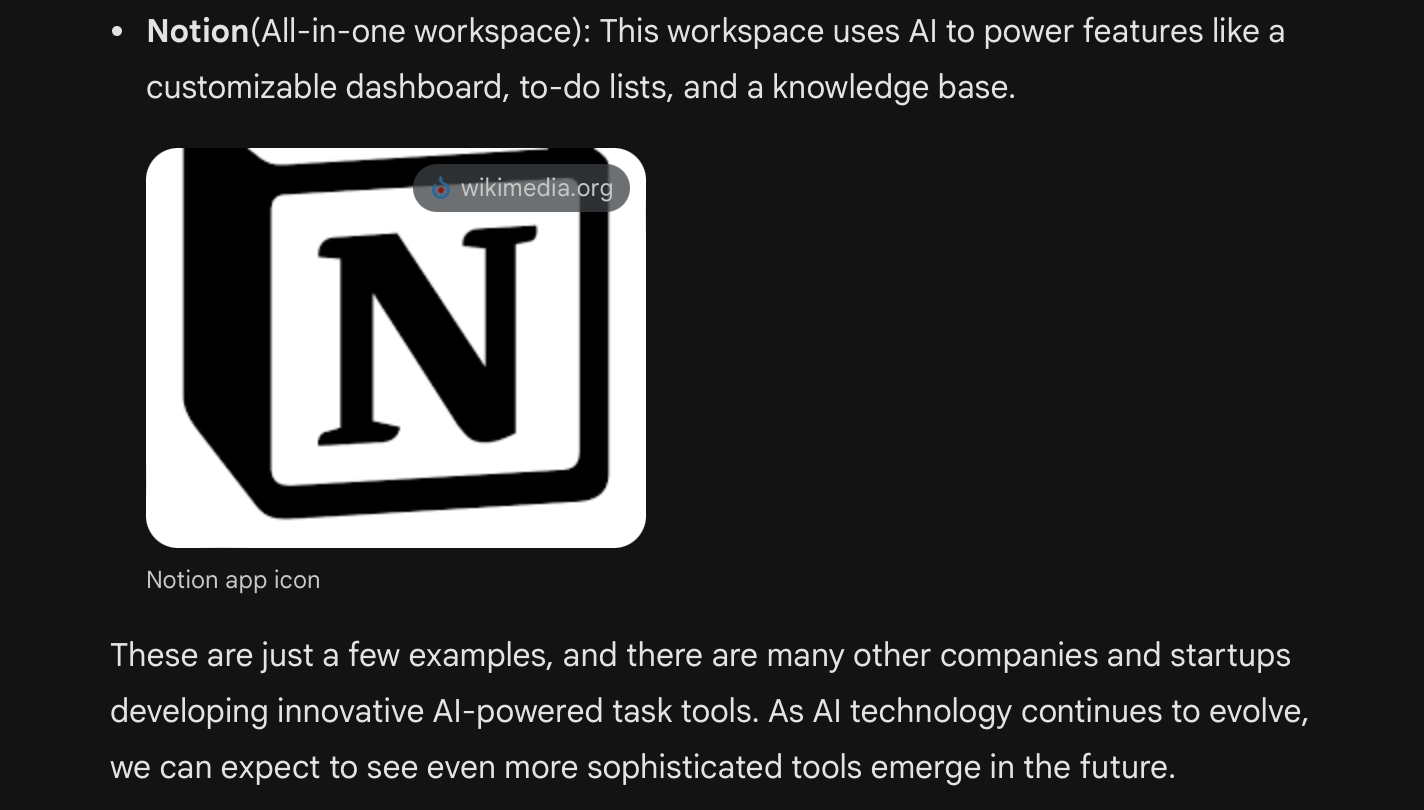 • Notion(All-in-one workspace): This workspace uses AI to power features like a
customizable dashboard, to-do lists, and a knowledge base.
wikimedia.org
N
Notion app icon
These are just a few examples, and there are many other companies and startups
developing innovative AI-powered task tools. As AI technology continues to evolve,
we can expect to see even more sophisticated tools emerge in the future.